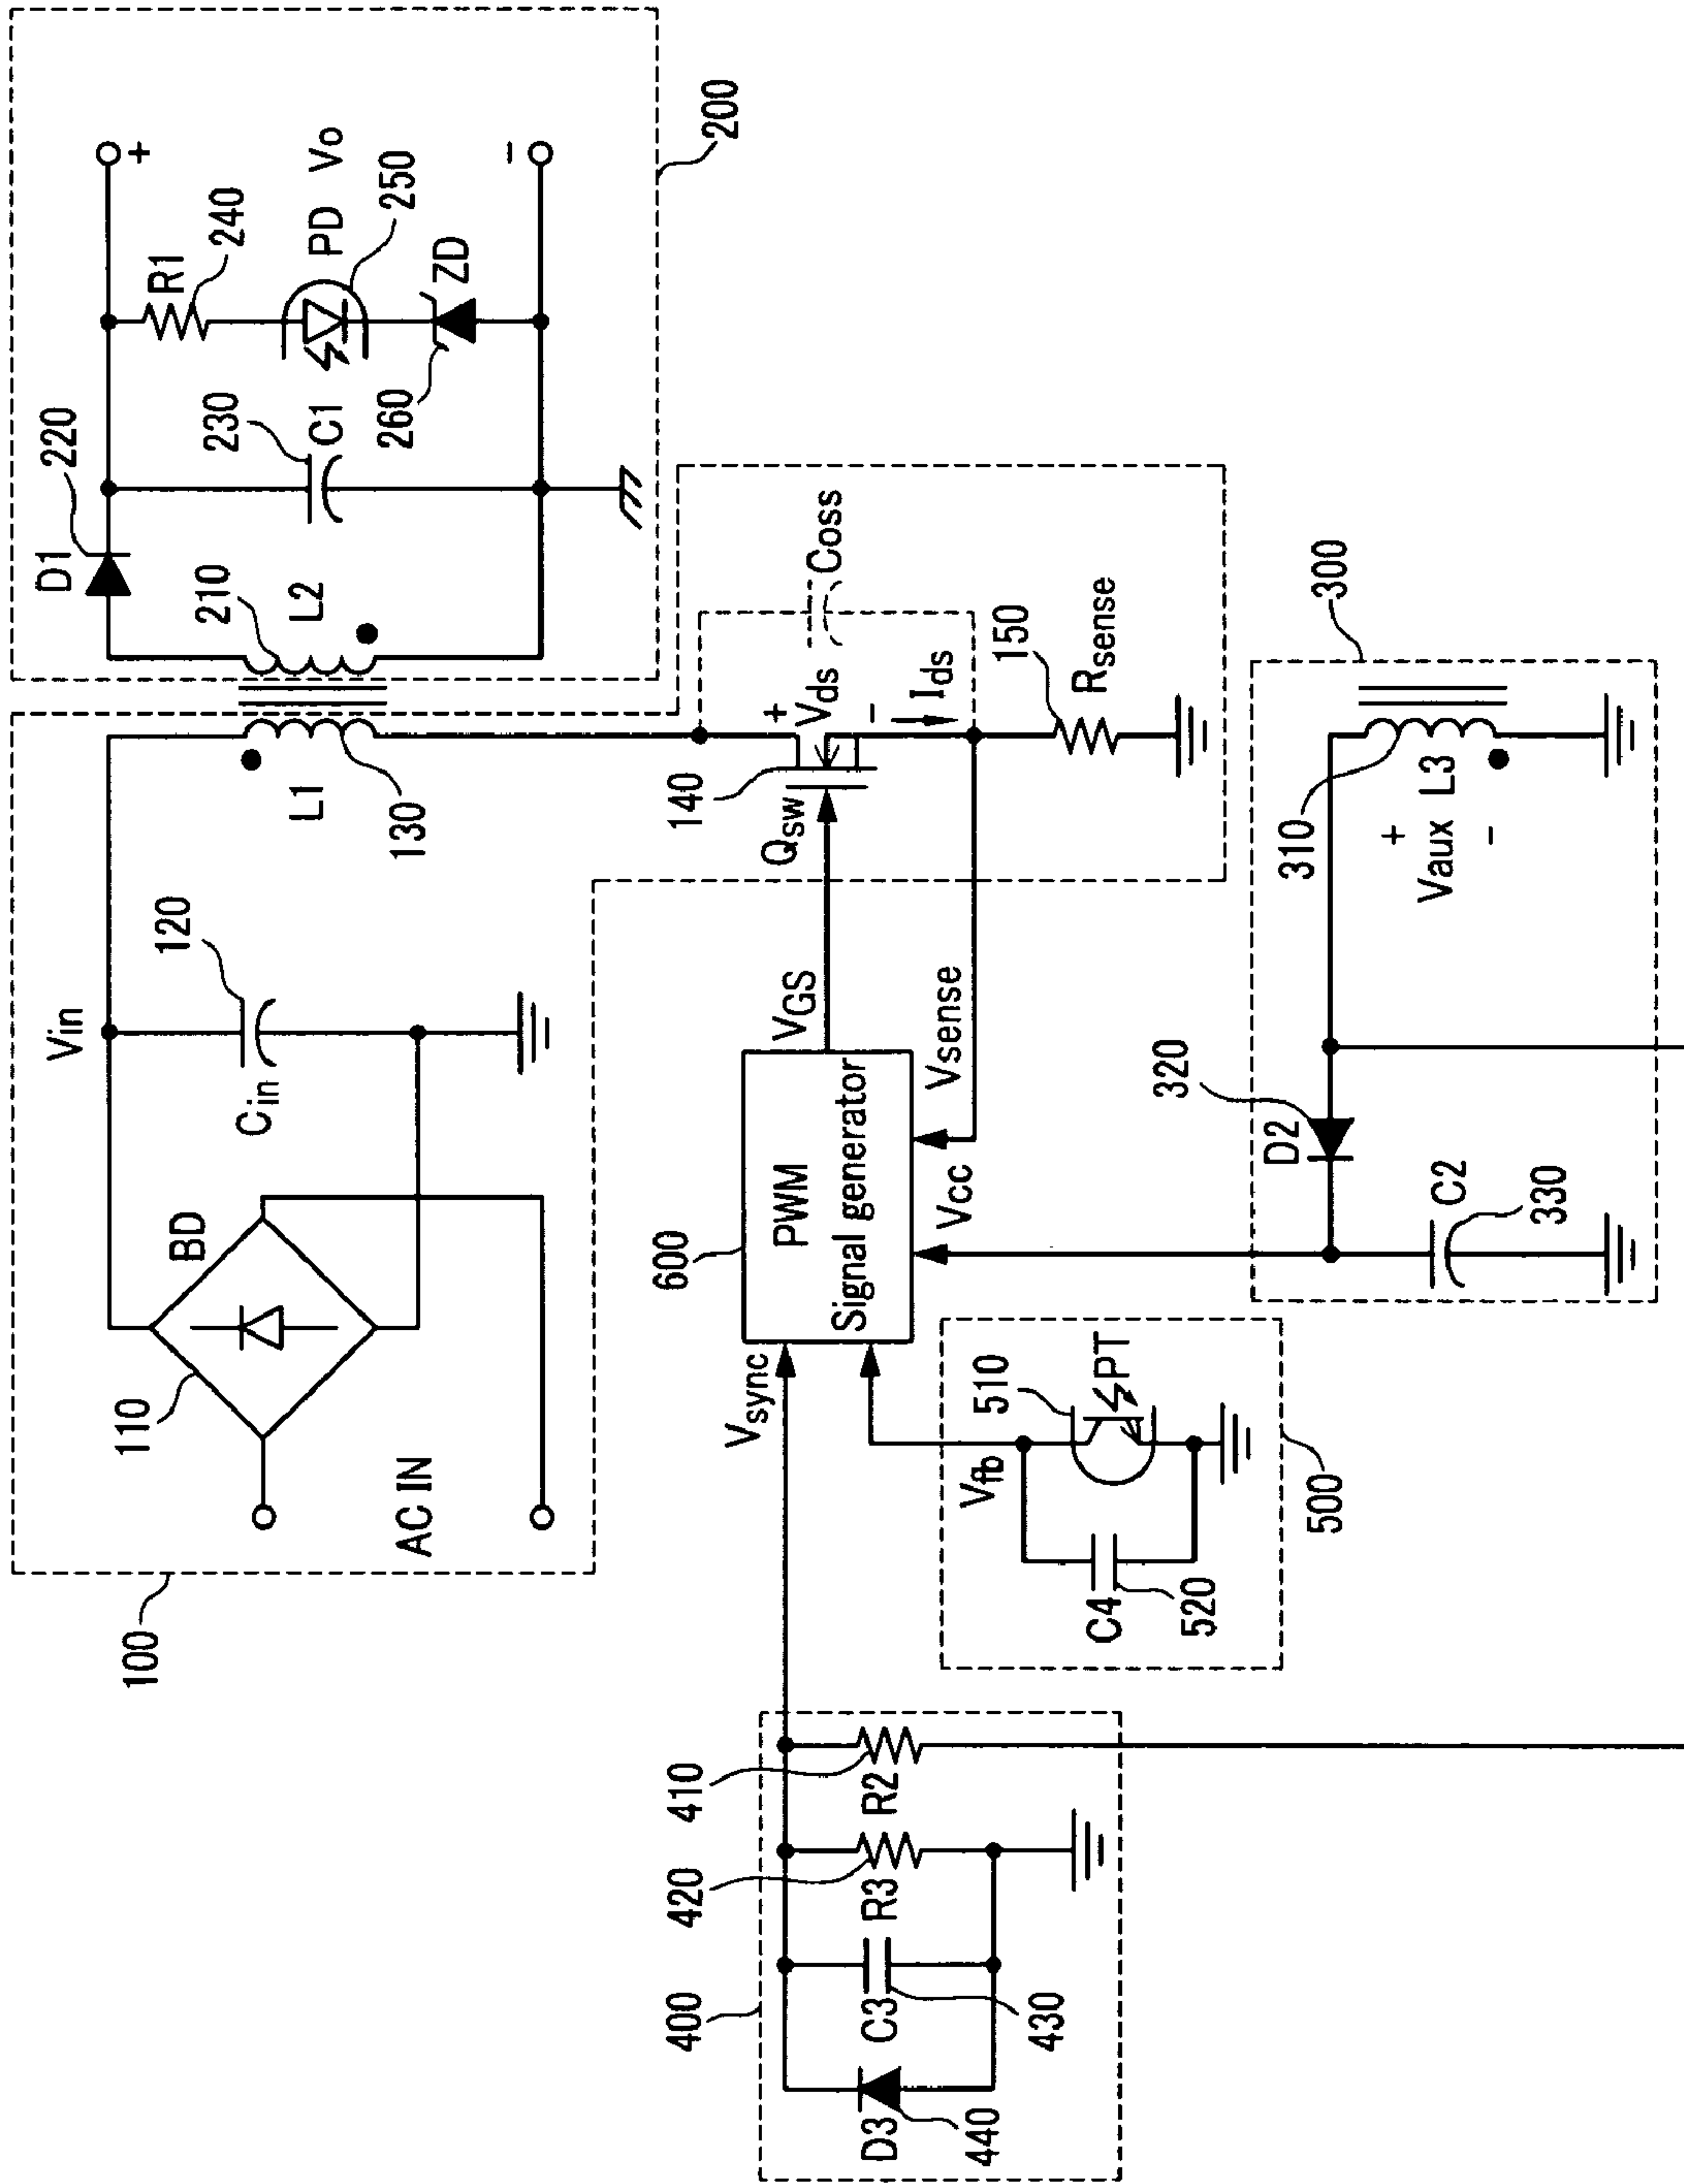 100
110
BD
AC IN
Vin
120
Cin
L1
130
210
L2
D1
220
230
C1
R1
240
PD
Vo
250
260
ZD
+
−
200
140
Qsw
+
Vds
−
Ids
Coss
150
Rsense
600
PWM
Signal generator
VGS
Vsense
Vcc
Vsync
Vfb
510
PT
C4
520
500
400
410
R2
420
R3
C3
430
D3
440
300
310
+
Vaux L3
−
320
D2
C2
330